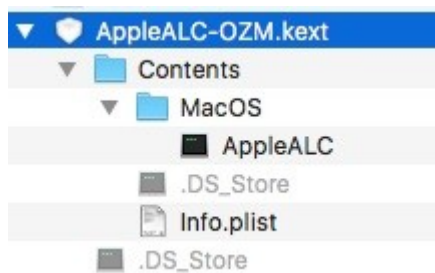 AppleALC-OZM.kext
Contents
MacOS
AppleALC
.DS_Store
Info.plist
.DS_Store